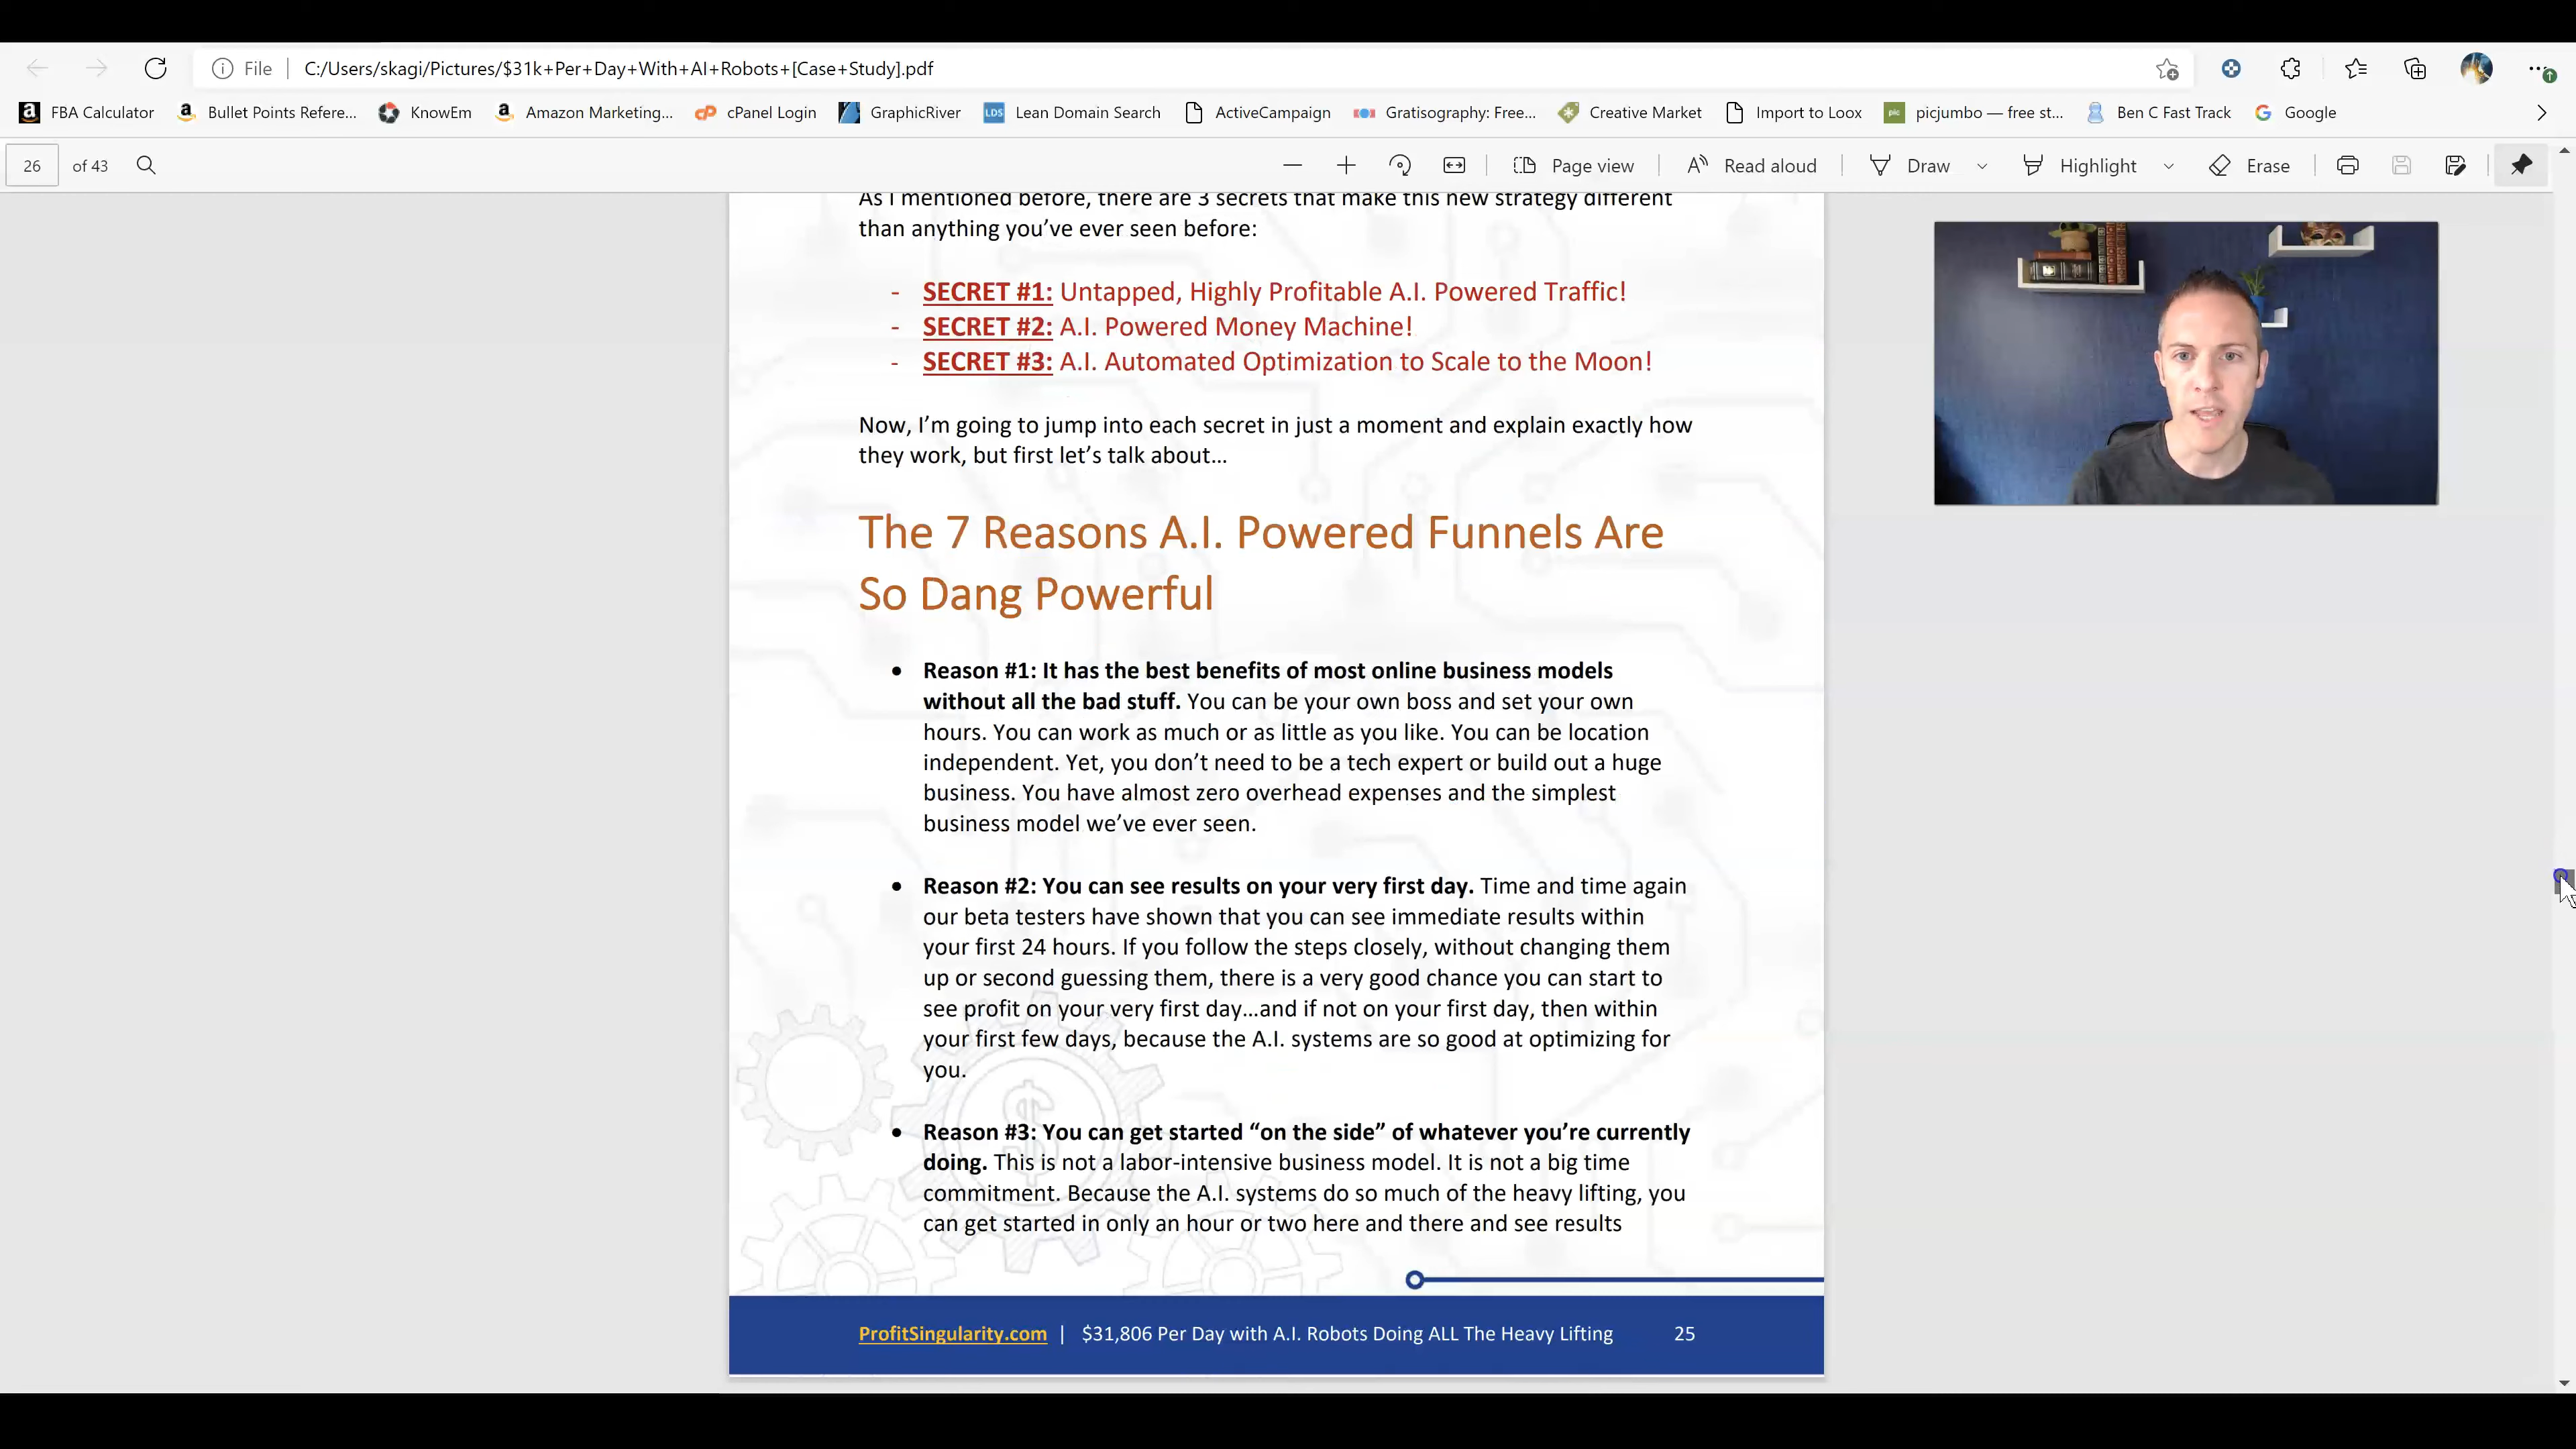 File
C:/Users/skagi/Pictures/$31k+Per+Day+With+AI+Robots+[Case+Study].pdf
FBA Calculator
Bullet Points Refere...
KnowEm
Amazon Marketing...
cPanel Login
GraphicRiver
LDS Lean Domain Search
ActiveCampaign
Gratisography: Free...
Creative Market
Import to Loox
pic picjumbo — free st...
Ben C Fast Track
Google
26 of 43
Page view
Read aloud
Draw
Highlight
Erase
As I mentioned before, there are 3 secrets that make this new strategy different
than anything you’ve ever seen before:
- SECRET #1: Untapped, Highly Profitable A.I. Powered Traffic!
- SECRET #2: A.I. Powered Money Machine!
- SECRET #3: A.I. Automated Optimization to Scale to the Moon!
Now, I’m going to jump into each secret in just a moment and explain exactly how
they work, but first let’s talk about...
The 7 Reasons A.I. Powered Funnels Are
So Dang Powerful
• Reason #1: It has the best benefits of most online business models
without all the bad stuff. You can be your own boss and set your own
hours. You can work as much or as little as you like. You can be location
independent. Yet, you don’t need to be a tech expert or build out a huge
business. You have almost zero overhead expenses and the simplest
business model we’ve ever seen.
• Reason #2: You can see results on your very first day. Time and time again
our beta testers have shown that you can see immediate results within
your first 24 hours. If you follow the steps closely, without changing them
up or second guessing them, there is a very good chance you can start to
see profit on your very first day...and if not on your first day, then within
your first few days, because the A.I. systems are so good at optimizing for
you.
• Reason #3: You can get started “on the side” of whatever you’re currently
doing. This is not a labor-intensive business model. It is not a big time
commitment. Because the A.I. systems do so much of the heavy lifting, you
can get started in only an hour or two here and there and see results
ProfitSingularity.com | $31,806 Per Day with A.I. Robots Doing ALL The Heavy Lifting 25